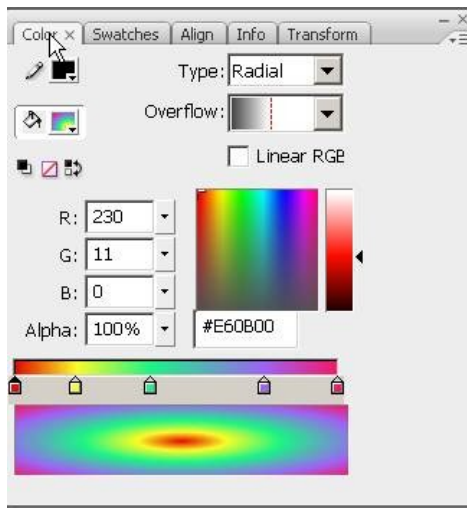 Color × Swatches Align Info Transform
Type: Radial
Overflow:
Linear RGB
R: 230
G: 11
B: 0
Alpha: 100% #E60B00